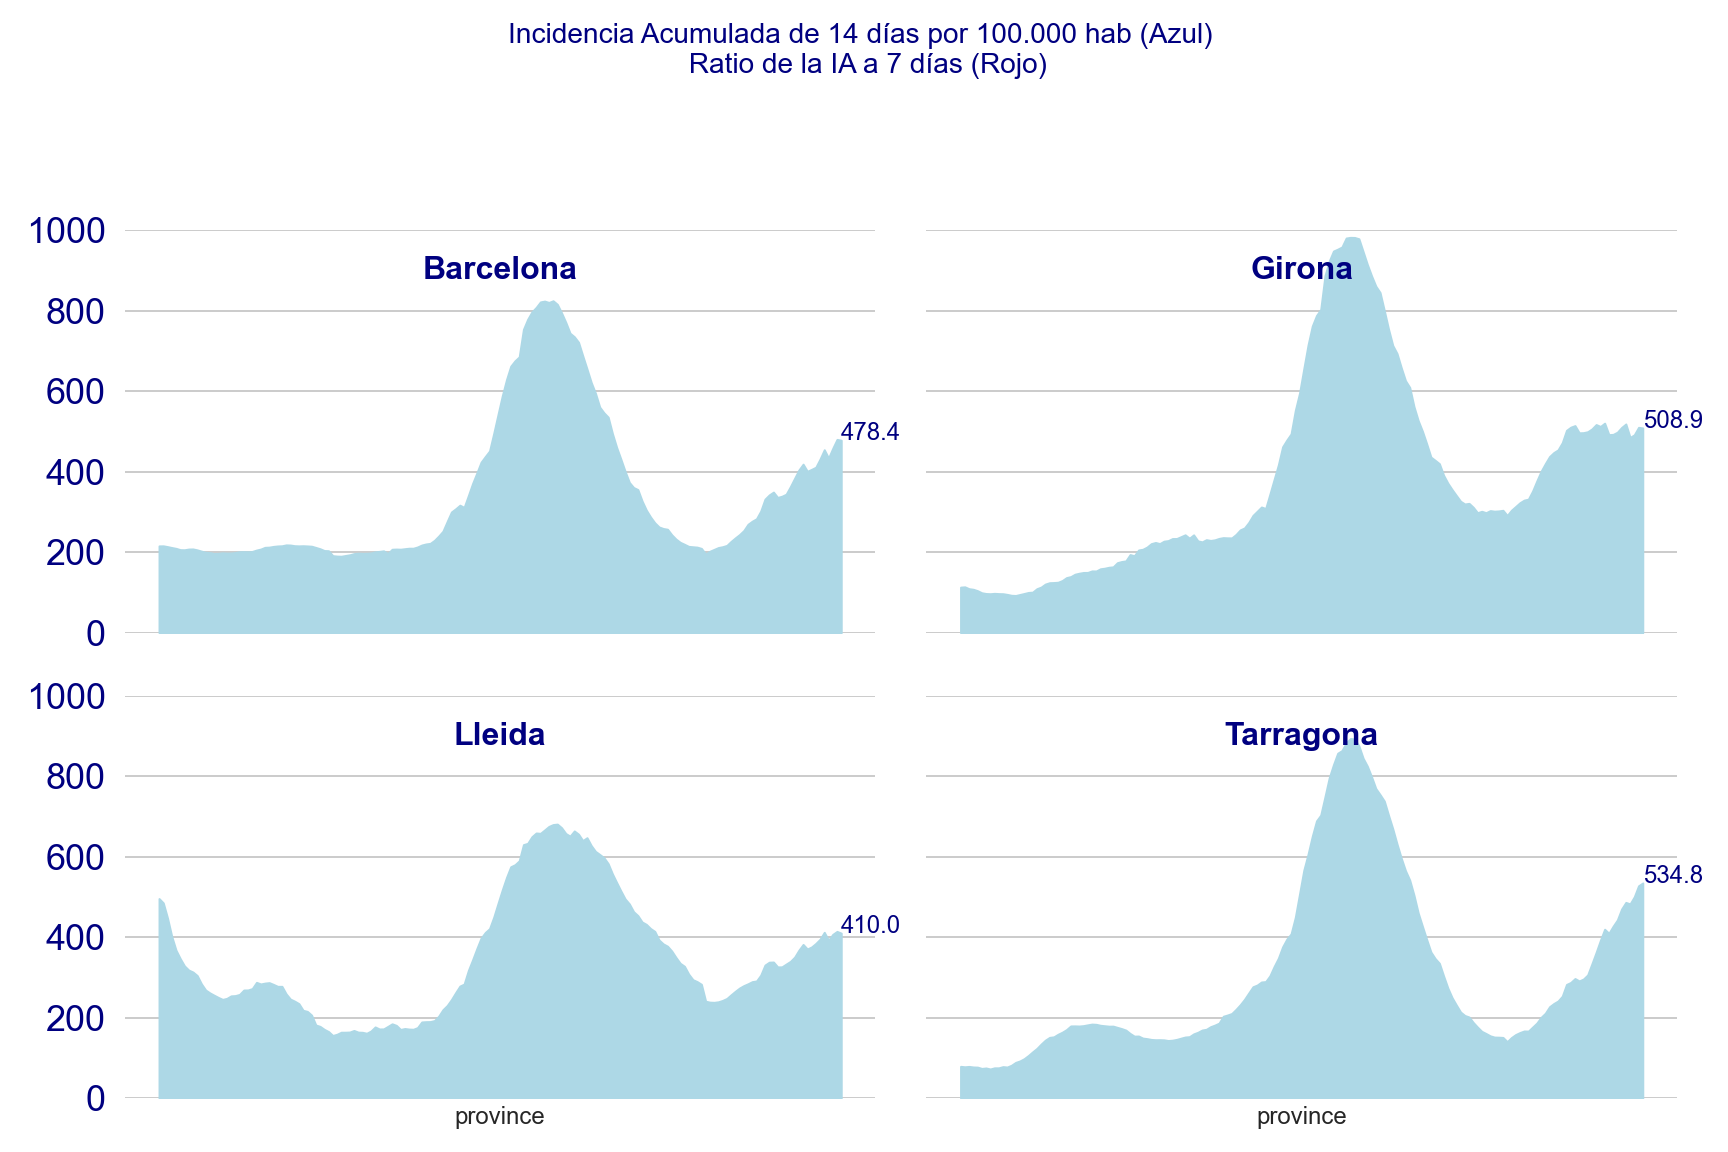 Incidencia Acumulada de 14 días por 100.000 hab (Azul)
Ratio de la IA a 7 días (Rojo)
1000
800
600
400
200
0
Barcelona
478.4
Girona
508.9
1000
800
600
400
200
0
Lleida
410.0
province
Tarragona
534.8
province